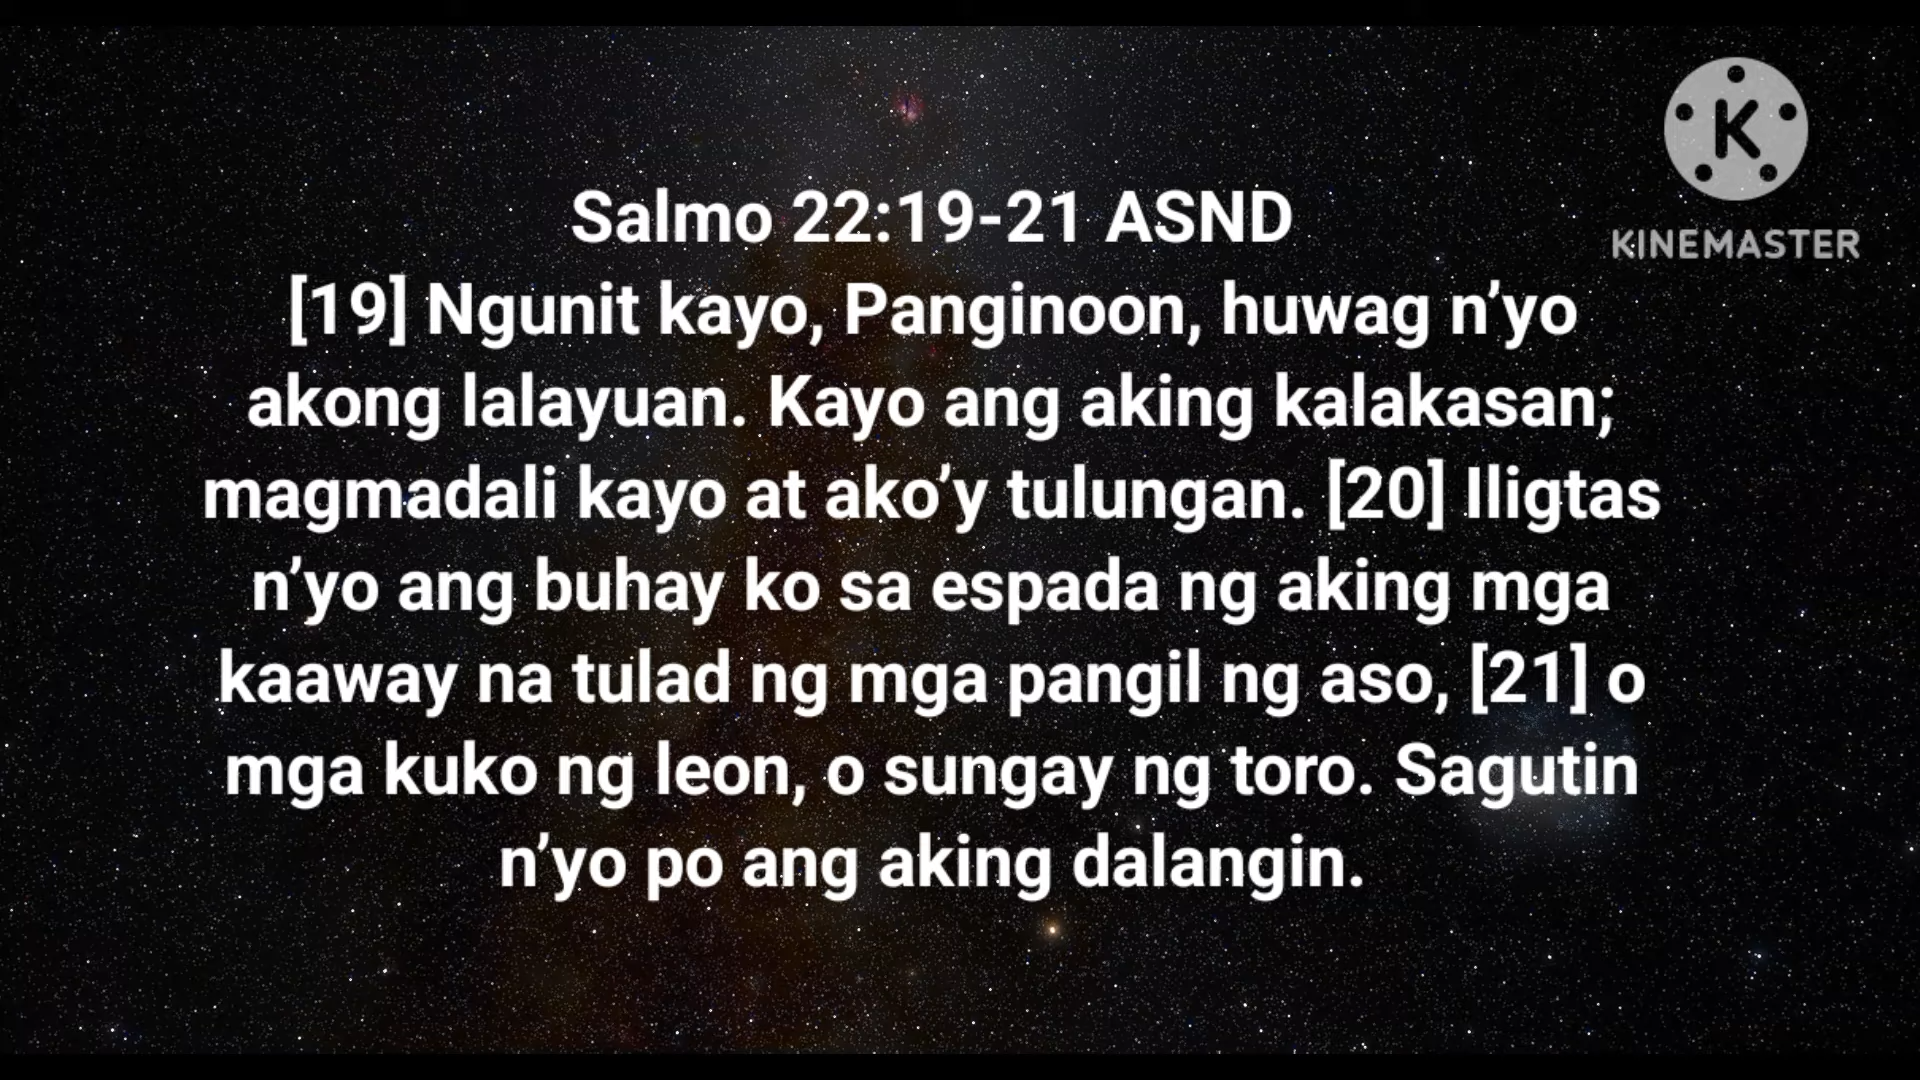 Salmo 22:19-21 ASND
[19] Ngunit kayo, Panginoon, huwag n’yo
akong lalayuan. Kayo ang aking kalakasan;
magmadali kayo at ako’y tulungan. [20] Iligtas
n’yo ang buhay ko sa espada ng aking mga
kaaway na tulad ng mga pangil ng aso, [21] o
mga kuko ng leon, o sungay ng toro. Sagutin
n’yo po ang aking dalangin.
K
KINEMASTER